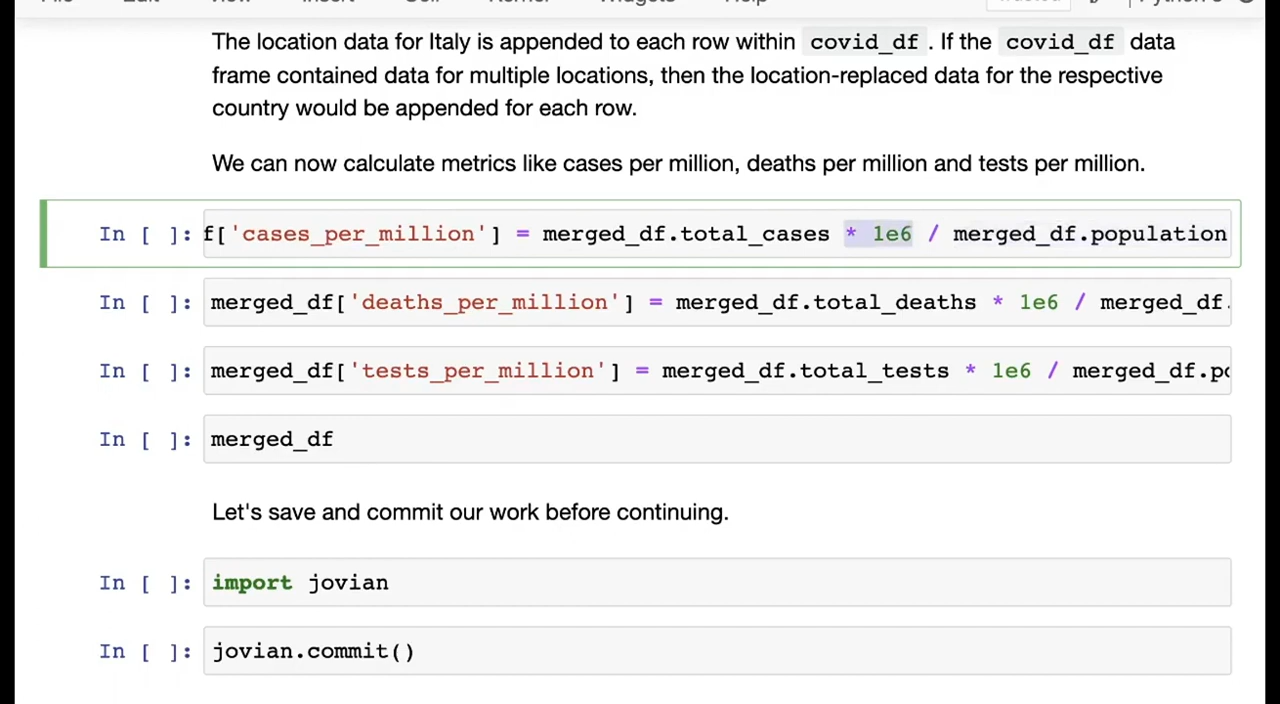 The location data for Italy is appended to each row within covid_df . If the covid_df data
frame contained data for multiple locations, then the location-replaced data for the respective
country would be appended for each row.
We can now calculate metrics like cases per million, deaths per million and tests per million.
In [ ]: f['cases_per_million'] = merged_df.total_cases * 1e6 / merged_df.population
In [ ]: merged_df['deaths_per_million'] = merged_df.total_deaths * 1e6 / merged_df.
In [ ]: merged_df['tests_per_million'] = merged_df.total_tests * 1e6 / merged_df.po
In [ ]: merged_df
Let's save and commit our work before continuing.
In [ ]: import jovian
In [ ]: jovian.commit()